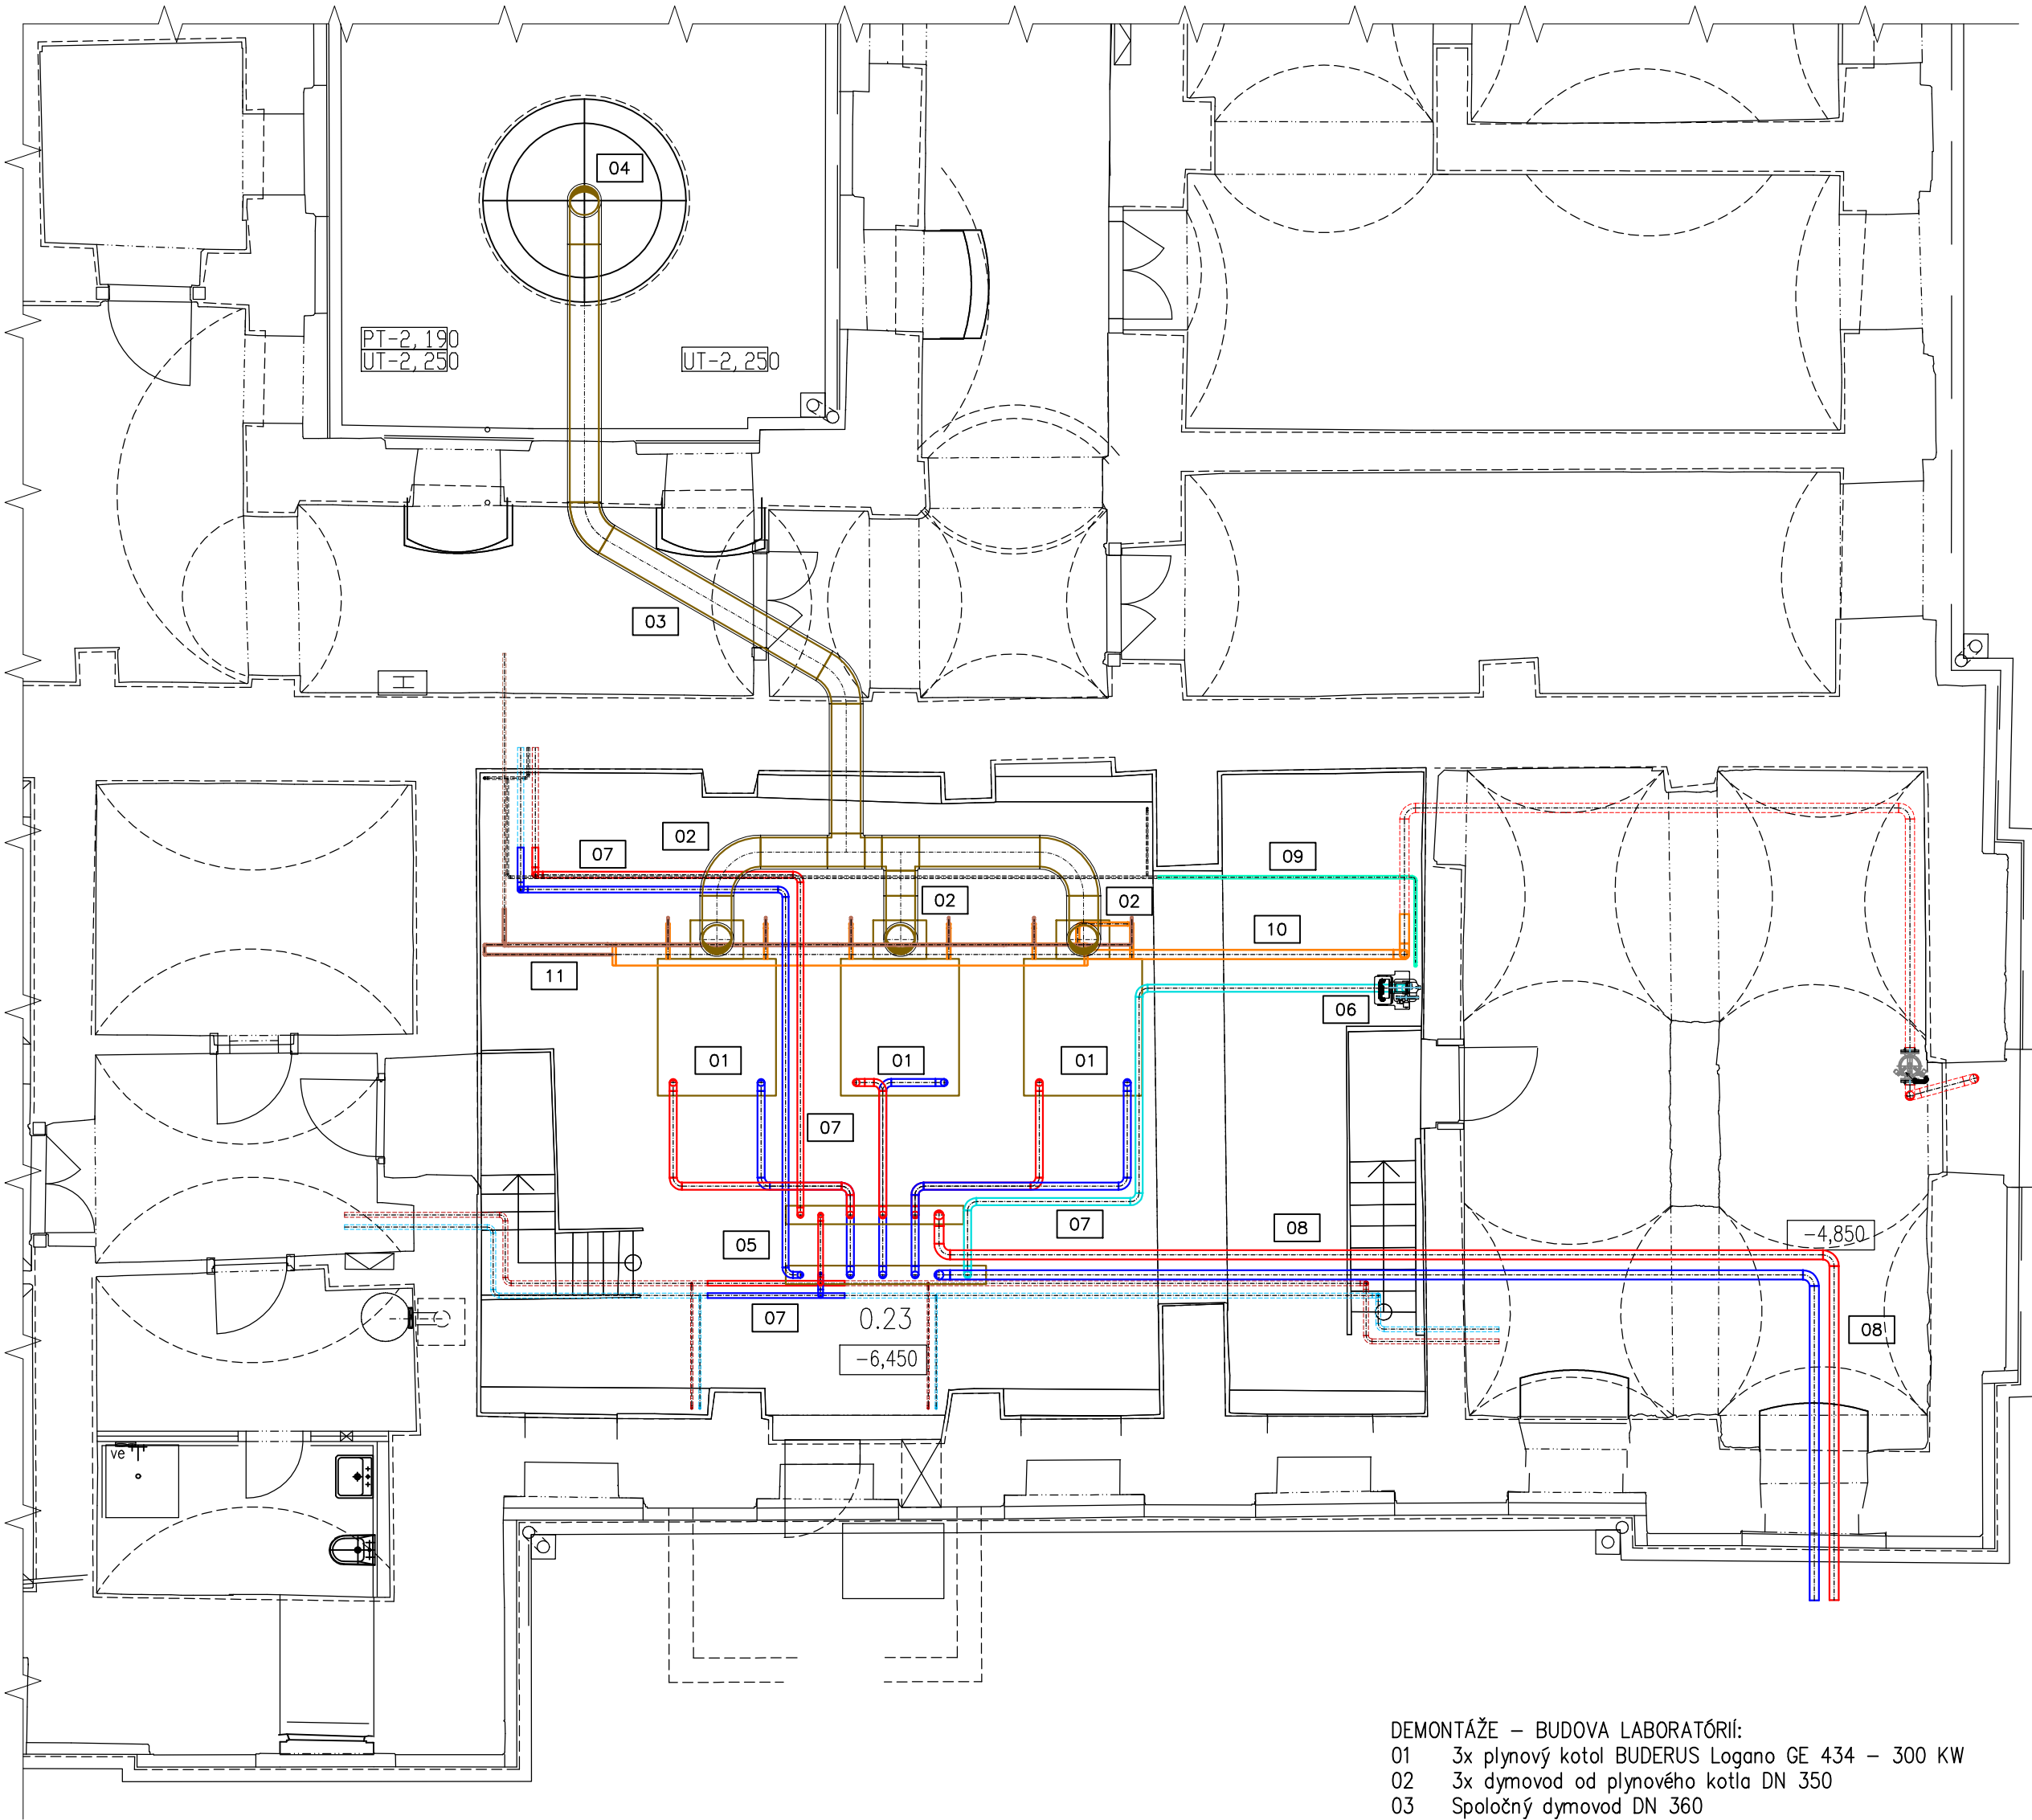 04
PT-2,190
UT-2,250
UT-2,250
03
02
07
09
02
02
10
11
06
01
01
01
07
05
07
08
-4,850
07
0.23
08
-6,450
ve
DEMONTÁŽE – BUDOVA LABORATÓRIÍ:
01 3x plynový kotol BUDERUS Logano GE 434 – 300 KW
02 3x dymovod od plynového kotla DN 350
03 Spoločný dymovod DN 360